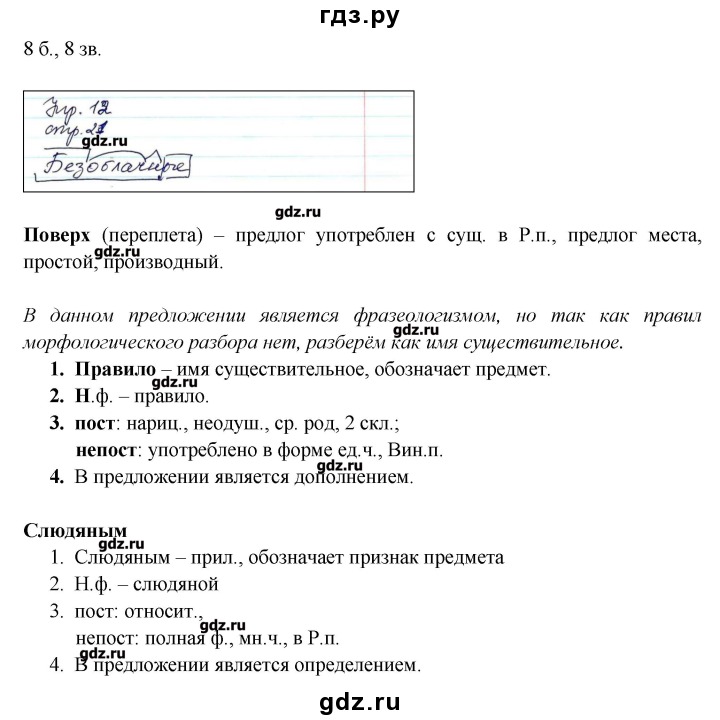 гдз.ру
8 б., 8 зв.
Упр. 12
стр. 21
gdz.ru
Безоблачные
gdz.ru
Поверх (переплета) – предлог употреблен с сущ. в Р.п., предлог места,
простой, производный.
gdz.ru
В данном предложении является фразеологизмом, но так как правил
gdz.ru
морфологического разбора нет, разберём как имя существительное.
1. Правило – имя существительное, обозначает предмет.
gdz.ru
2. Н.ф. – правило.
3. пост: нариц., неодуш., ср. род, 2 скл.;
непост: употреблено в форме ед.ч., Вин.п.
gdz.ru
4. В предложении является дополнением.
Слюдяным
gdz.ru
1. Слюдяным – прил., обозначает признак предмета
2. Н.ф. – слюдяной
3. пост: относит.,
gdz.ru
непост: полная ф., мн.ч., в Р.п.
gdz.ru
4. В предложении является определением.
gdz.ru